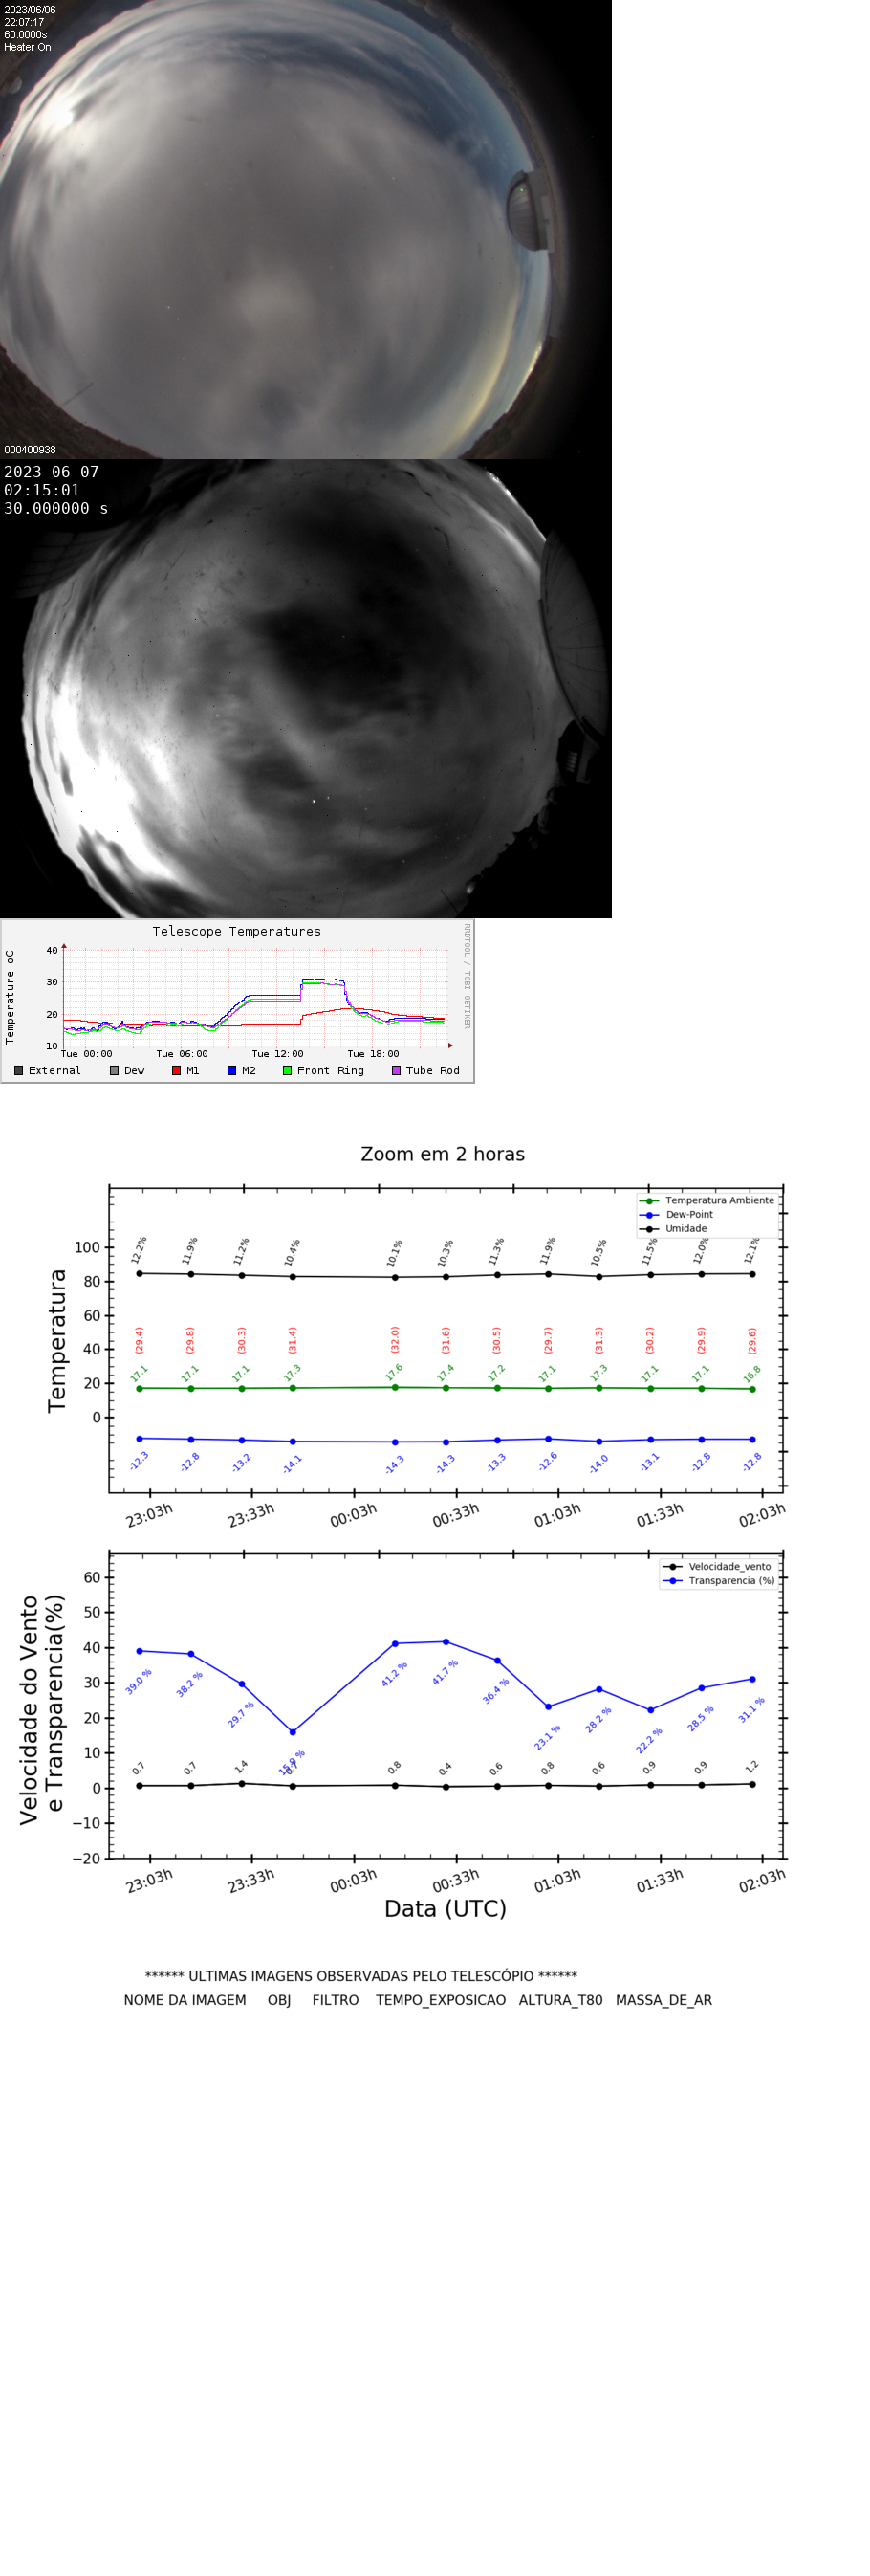 2023/06/06
22:07:17
60.0000s
Heater On
000400938
2023-06-07
02:15:01
30.000000 s
Telescope Temperatures
RRDTOOL / TOBI OETIKER
Temperature oC
40
30
20
10
Tue 00:00 Tue 06:00 Tue 12:00 Tue 18:00
External Dew M1 M2 Front Ring Tube Rod
Zoom em 2 horas
Temperatura Ambiente
Dew-Point
Umidade
Temperatura
100
80
60
40
20
0
12.2% 11.9% 11.2% 10.4% 10.1% 10.3% 11.3% 11.9% 10.5% 11.5% 12.0% 12.1%
(29.4) (29.8) (30.3) (31.4) (32.0) (31.6) (30.5) (29.7) (31.3) (30.2) (29.9) (29.6)
17.1 17.1 17.1 17.3 17.6 17.4 17.2 17.1 17.3 17.1 17.1 16.8
-12.3 -12.8 -13.2 -14.1 -14.3 -14.3 -13.3 -12.6 -14.0 -13.1 -12.8 -12.8
23:03h 23:33h 00:03h 00:33h 01:03h 01:33h 02:03h
Velocidade_vento
Transparencia (%)
Velocidade do Vento
e Transparencia(%)
60
50
40
30
20
10
0
−10
−20
39.0 % 38.2 % 29.7 % 15.9 % 41.2 % 41.7 % 36.4 % 23.1 % 28.2 % 22.2 % 28.5 % 31.1 %
0.7 0.7 1.4 0.7 0.8 0.4 0.6 0.8 0.6 0.9 0.9 1.2
23:03h 23:33h 00:03h 00:33h 01:03h 01:33h 02:03h
Data (UTC)
****** ULTIMAS IMAGENS OBSERVADAS PELO TELESCÓPIO ******
NOME DA IMAGEM OBJ FILTRO TEMPO_EXPOSICAO ALTURA_T80 MASSA_DE_AR